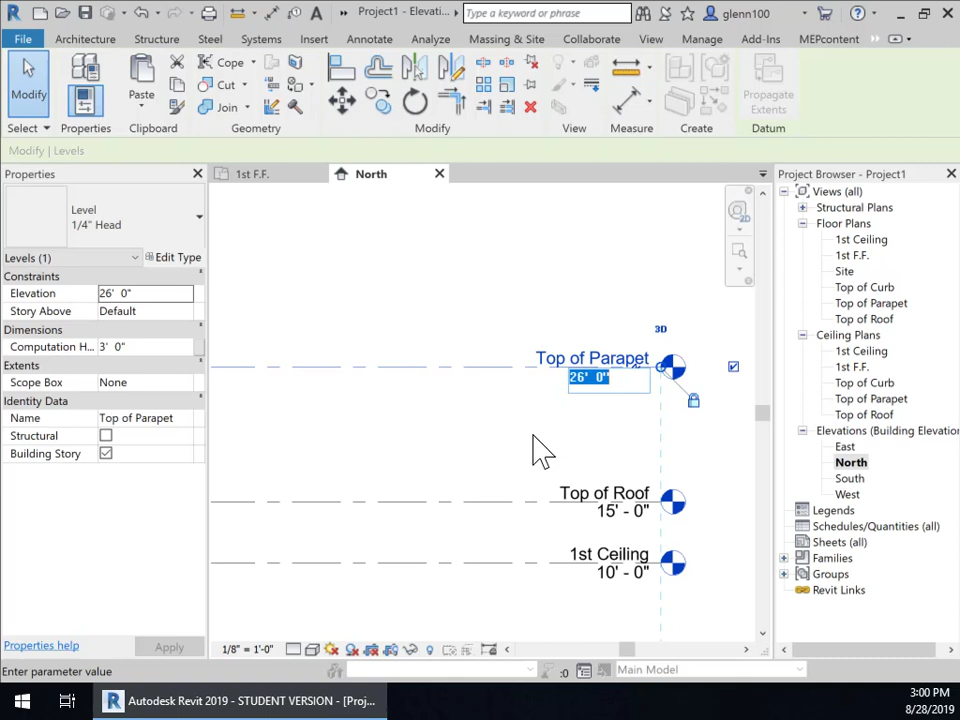 Project1 - Elevati...
Type a keyword or phrase
glenn100
File
Architecture
Structure
Steel
Systems
Insert
Annotate
Analyze
Massing & Site
Collaborate
View
Manage
Add-Ins
MEPcontent
Modify
Select
Properties
Paste
Clipboard
Cope
Cut
Join
Geometry
Modify
View
Measure
Create
Propagate
Extents
Datum
Modify | Levels
Properties
Level
1/4" Head
Levels (1)
Edit Type
Constraints
Elevation 26' 0"
Story Above Default
Dimensions
Computation H... 3' 0"
Extents
Scope Box None
Identity Data
Name Top of Parapet
Structural
Building Story
Properties help
Apply
1st F.F.
North
2D
3D
Top of Parapet
26' 0"
Top of Roof
15' - 0"
1st Ceiling
10' - 0"
1/8" = 1'-0"
Project Browser - Project1
Views (all)
Structural Plans
Floor Plans
1st Ceiling
1st F.F.
Site
Top of Curb
Top of Parapet
Top of Roof
Ceiling Plans
1st Ceiling
1st F.F.
Top of Curb
Top of Parapet
Top of Roof
Elevations (Building Elevation
East
North
South
West
Legends
Schedules/Quantities (all)
Sheets (all)
Families
Groups
Revit Links
Enter parameter value
:0
Main Model
Autodesk Revit 2019 - STUDENT VERSION - [Proj...
3:00 PM
8/28/2019